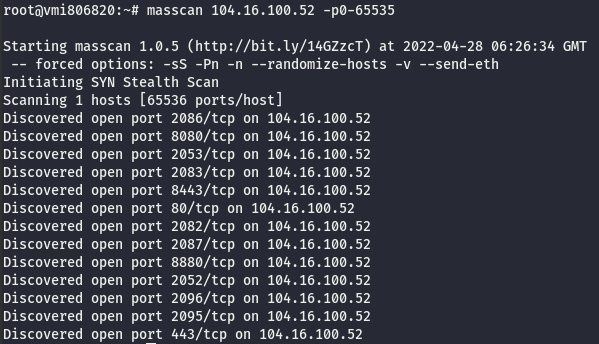 root@vmi806820:~# masscan 104.16.100.52 -p0-65535
Starting masscan 1.0.5 (http://bit.ly/14GZzcT) at 2022-04-28 06:26:34 GMT
-- forced options: -sS -Pn -n --randomize-hosts -v --send-eth
Initiating SYN Stealth Scan
Scanning 1 hosts [65536 ports/host]
Discovered open port 2086/tcp on 104.16.100.52
Discovered open port 8080/tcp on 104.16.100.52
Discovered open port 2053/tcp on 104.16.100.52
Discovered open port 2083/tcp on 104.16.100.52
Discovered open port 8443/tcp on 104.16.100.52
Discovered open port 80/tcp on 104.16.100.52
Discovered open port 2082/tcp on 104.16.100.52
Discovered open port 2087/tcp on 104.16.100.52
Discovered open port 8880/tcp on 104.16.100.52
Discovered open port 2052/tcp on 104.16.100.52
Discovered open port 2096/tcp on 104.16.100.52
Discovered open port 2095/tcp on 104.16.100.52
Discovered open port 443/tcp on 104.16.100.52